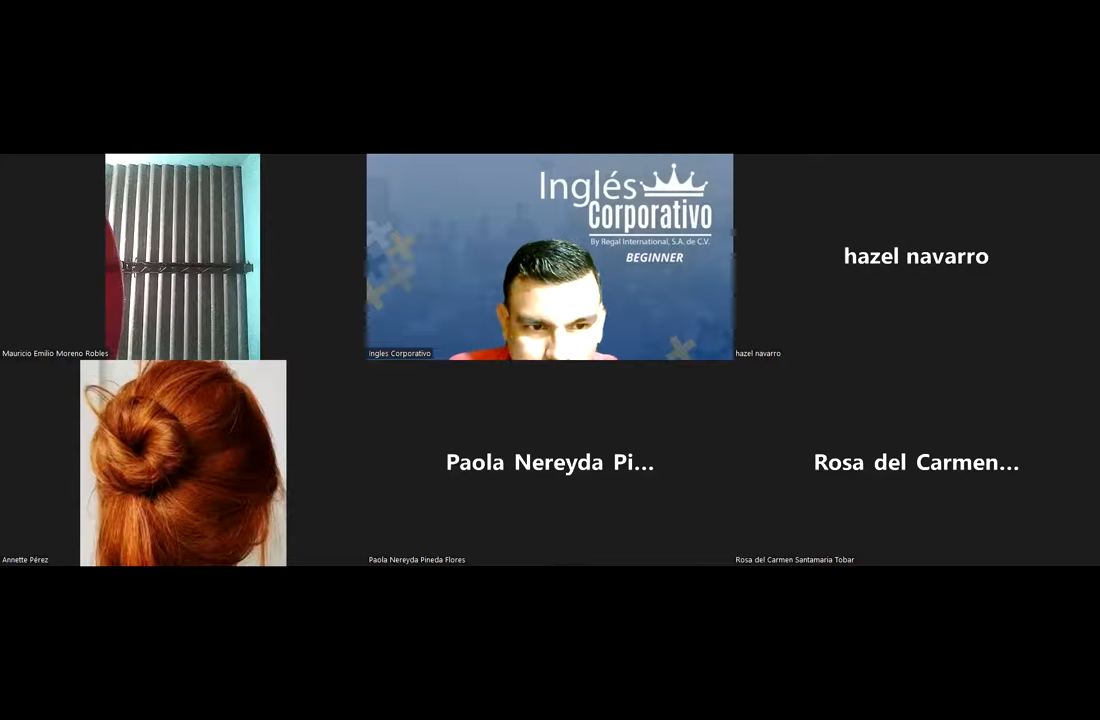 Inglés
Corporativo
By Regal International, S.A. de C.V.
BEGINNER
hazel navarro
Mauricio Emilio Moreno Robles
Ingles Corporativo
hazel navarro
Paola Nereyda Pi...
Rosa del Carmen...
Annette Pérez
Paola Nereyda Pineda Flores
Rosa del Carmen Santamaria Tobar